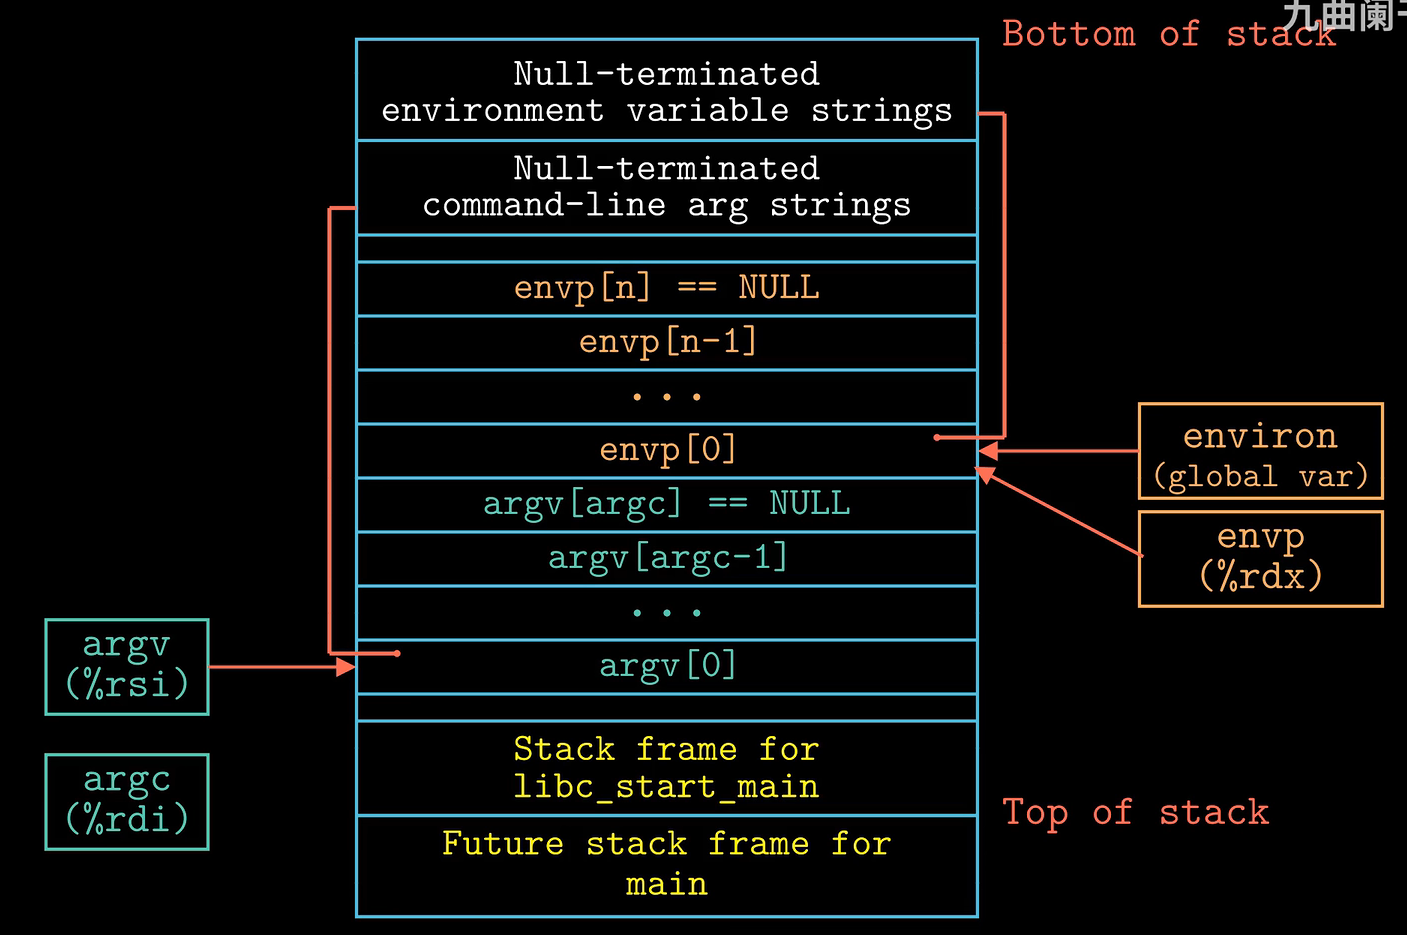 九曲阑干
Bottom of stack
Null-terminated
environment variable strings
Null-terminated
command-line arg strings
envp[n] == NULL
envp[n-1]
...
envp[0]
environ
(global var)
argv[argc] == NULL
envp
(%rdx)
argv[argc-1]
...
argv[0]
argv
(%rsi)
Stack frame for
libc_start_main
argc
(%rdi)
Top of stack
Future stack frame for
main